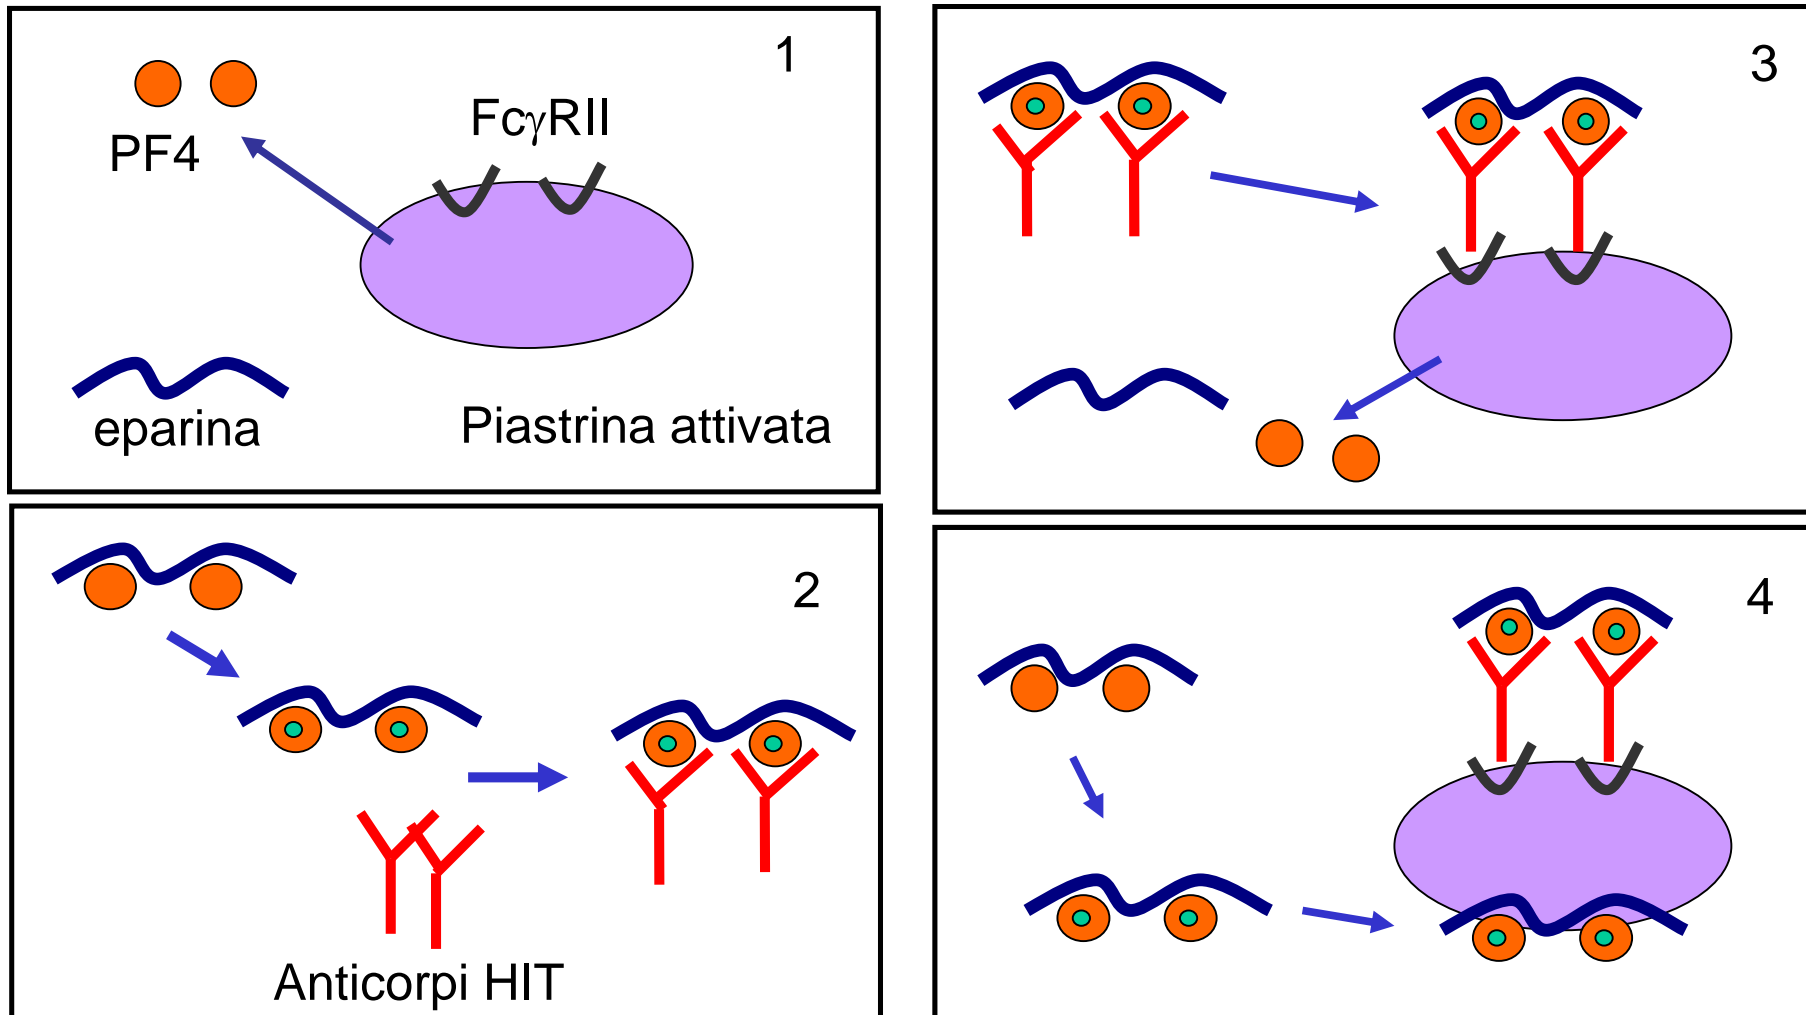 1
PF4
FcγRII
eparina
Piastrina attivata
2
Anticorpi HIT
3
4